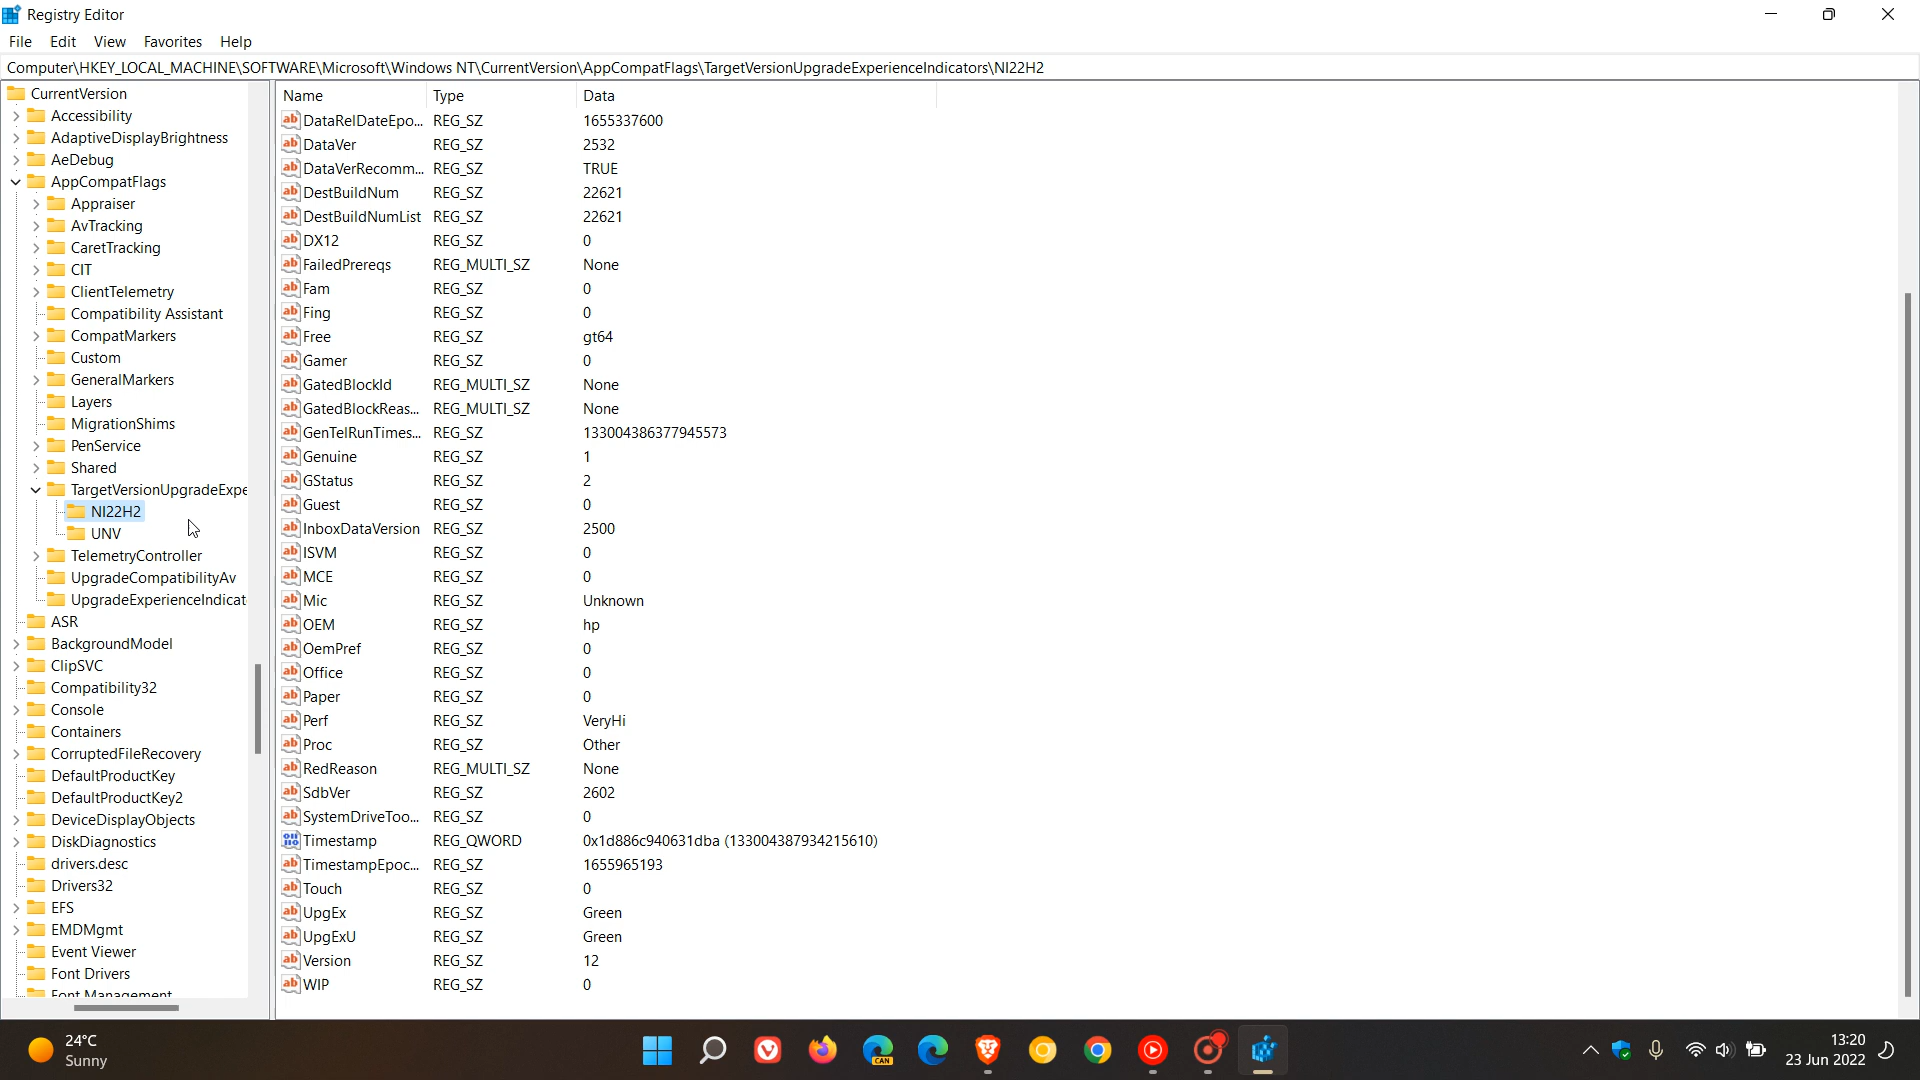 Registry Editor
File Edit View Favorites Help
Computer\HKEY_LOCAL_MACHINE\SOFTWARE\Microsoft\Windows NT\CurrentVersion\AppCompatFlags\TargetVersionUpgradeExperienceIndicators\NI22H2
CurrentVersion
Accessibility
AdaptiveDisplayBrightness
AeDebug
AppCompatFlags
Appraiser
AvTracking
CaretTracking
CIT
ClientTelemetry
Compatibility Assistant
CompatMarkers
Custom
GeneralMarkers
Layers
MigrationShims
PenService
Shared
TargetVersionUpgradeExpe
NI22H2
UNV
TelemetryController
UpgradeCompatibilityAv
UpgradeExperienceIndicat
ASR
BackgroundModel
ClipSVC
Compatibility32
Console
Containers
CorruptedFileRecovery
DefaultProductKey
DefaultProductKey2
DeviceDisplayObjects
DiskDiagnostics
drivers.desc
Drivers32
EFS
EMDMgmt
Event Viewer
Font Drivers
Font Management
Name Type Data
DataRelDateEpo... REG_SZ 1655337600
DataVer REG_SZ 2532
DataVerRecomm... REG_SZ TRUE
DestBuildNum REG_SZ 22621
DestBuildNumList REG_SZ 22621
DX12 REG_SZ 0
FailedPrereqs REG_MULTI_SZ None
Fam REG_SZ 0
Fing REG_SZ 0
Free REG_SZ gt64
Gamer REG_SZ 0
GatedBlockId REG_MULTI_SZ None
GatedBlockReas... REG_MULTI_SZ None
GenTelRunTimes... REG_SZ 133004386377945573
Genuine REG_SZ 1
GStatus REG_SZ 2
Guest REG_SZ 0
InboxDataVersion REG_SZ 2500
ISVM REG_SZ 0
MCE REG_SZ 0
Mic REG_SZ Unknown
OEM REG_SZ hp
OemPref REG_SZ 0
Office REG_SZ 0
Paper REG_SZ 0
Perf REG_SZ VeryHi
Proc REG_SZ Other
RedReason REG_MULTI_SZ None
SdbVer REG_SZ 2602
SystemDriveToo... REG_SZ 0
Timestamp REG_QWORD 0x1d886c940631dba (133004387934215610)
TimestampEpoc... REG_SZ 1655965193
Touch REG_SZ 0
UpgEx REG_SZ Green
UpgExU REG_SZ Green
Version REG_SZ 12
WIP REG_SZ 0
24°C
Sunny
CAN
13:20
23 Jun 2022